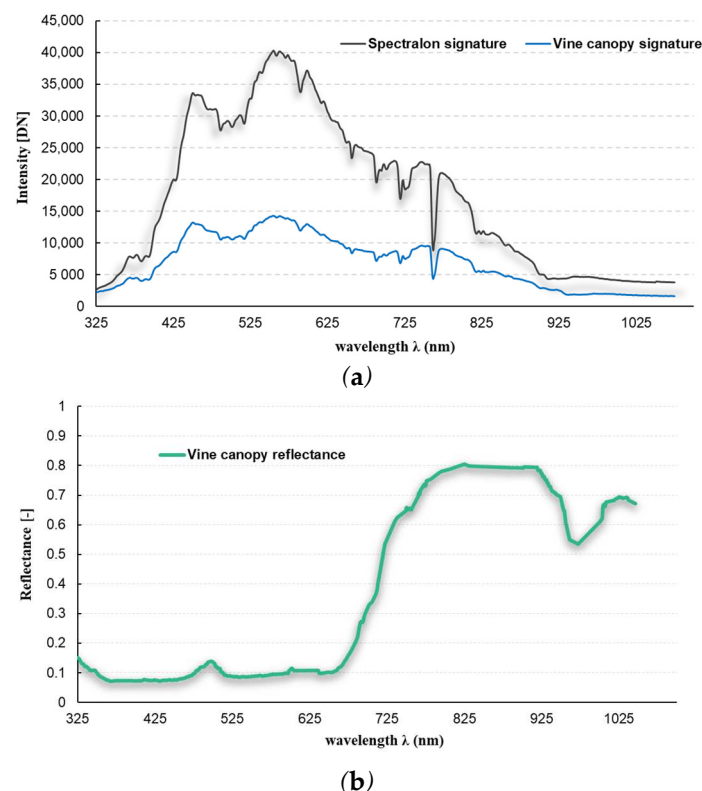 (a)
45,000
40,000
35,000
30,000
25,000
20,000
15,000
10,000
5 000
0
Intensity [DN]
Spectralon signature
Vine canopy signature
325 425 525 625 725 825 925 1025
wavelength λ (nm)
(a)
1
0.9
0.8
0.7
0.6
0.5
0.4
0.3
0.2
0.1
0
Reflectance [-]
Vine canopy reflectance
325 425 525 625 725 825 925 1025
wavelength λ (nm)
(b)